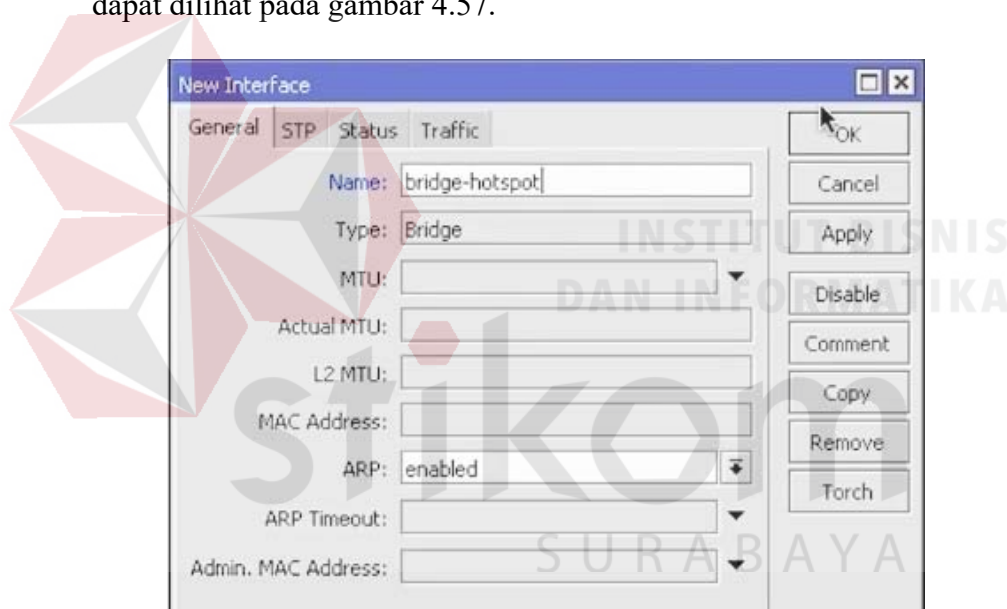 dapat dilihat pada gambar 4.57.
New Interface
General STP Status Traffic
OK
Name: bridge-hotspot
Cancel
Type: Bridge
Apply
MTU:
Disable
Actual MTU:
Comment
L2 MTU:
Copy
MAC Address:
Remove
ARP: enabled
Torch
ARP Timeout:
Admin. MAC Address:
INSTITUT BISNIS
DAN INFORMATIKA
stikom
SURABAYA